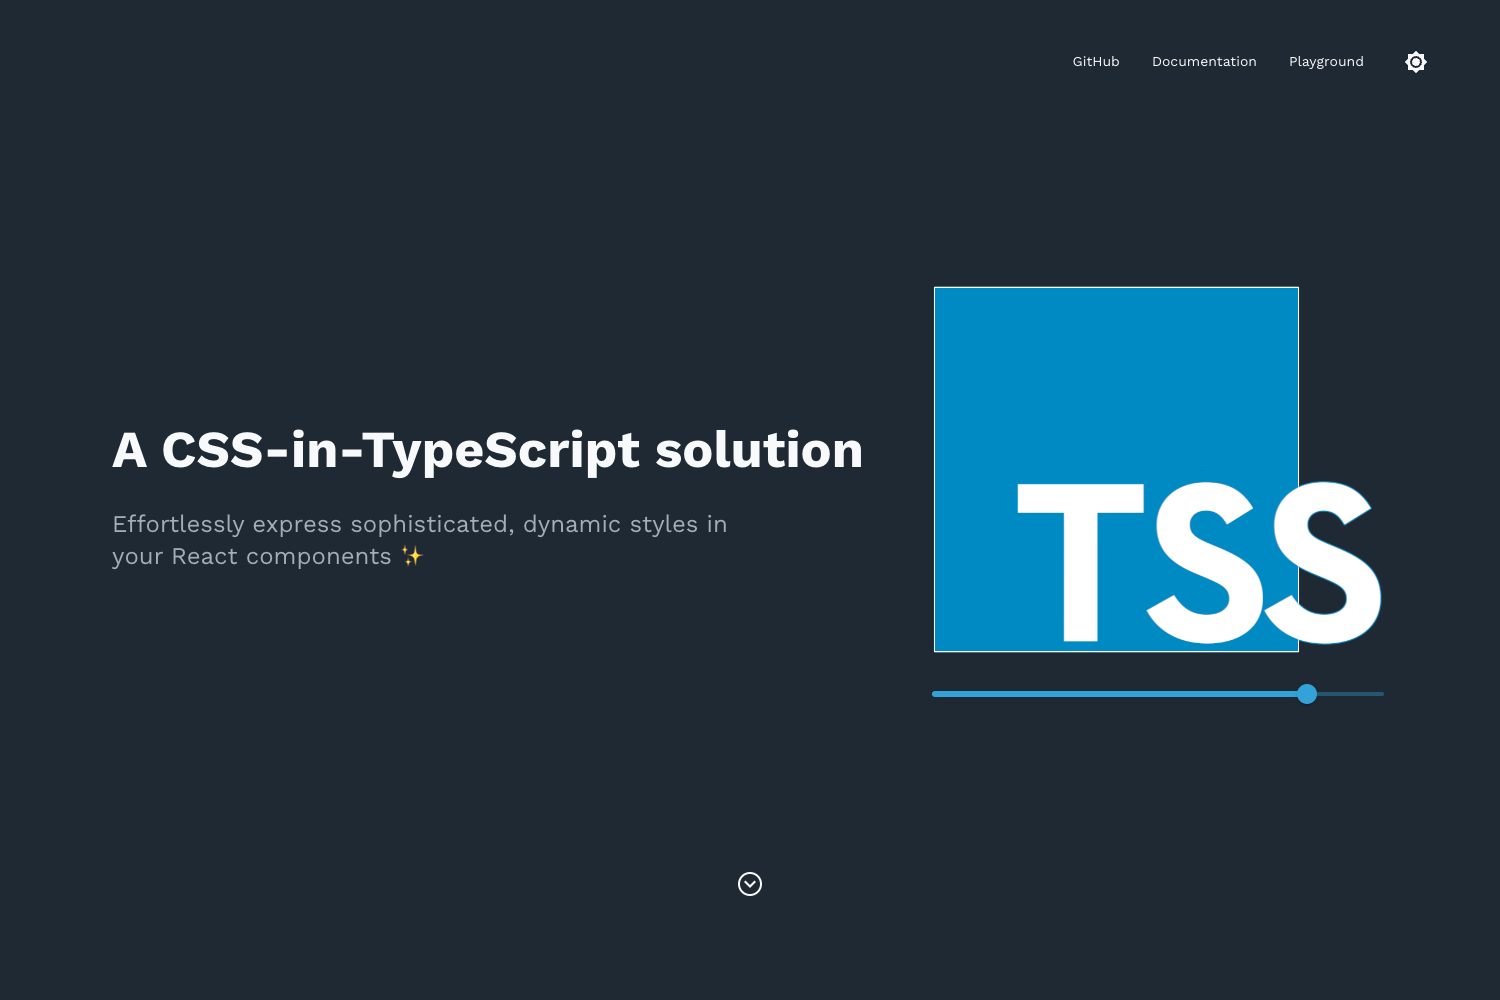 GitHub Documentation Playground
A CSS-in-TypeScript solution
Effortlessly express sophisticated, dynamic styles in
your React components ✨
TSS